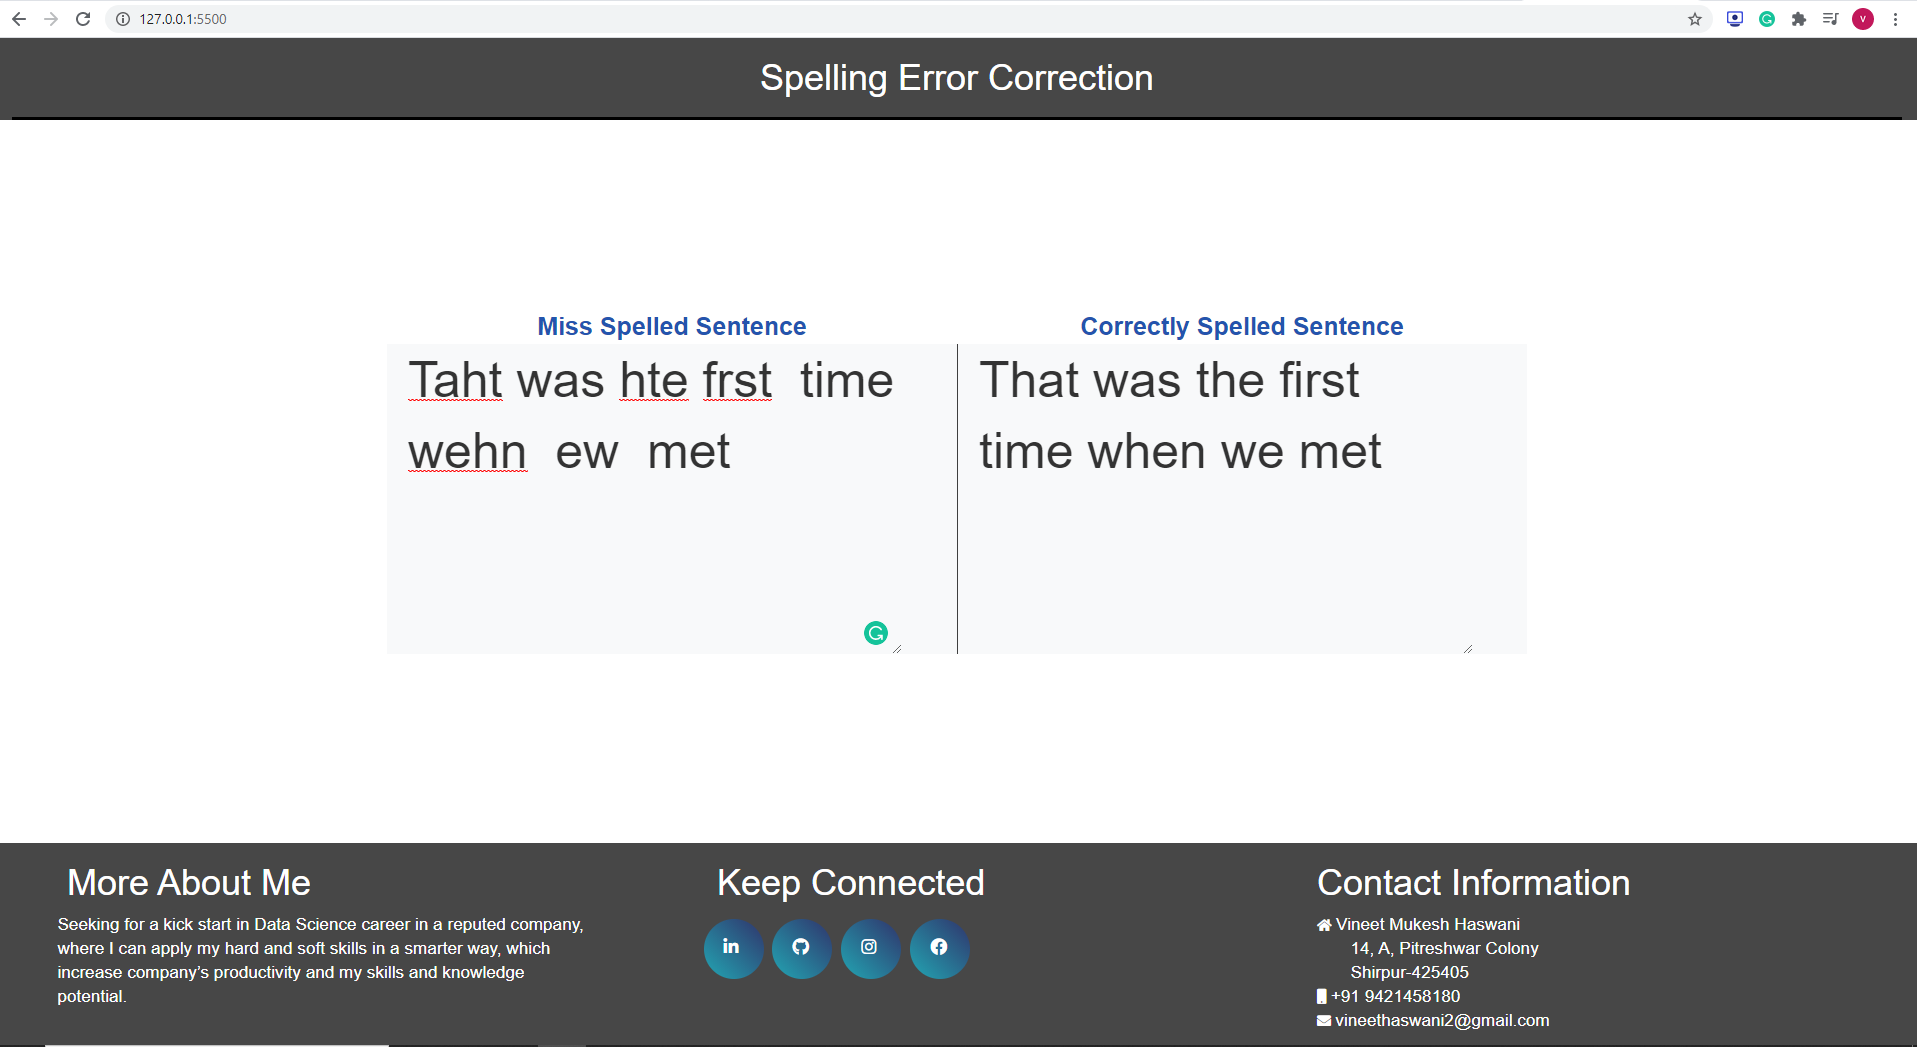 127.0.0.1:5500
V
Spelling Error Correction
Miss Spelled Sentence
Taht was hte frst  time
wehn  ew  met
Correctly Spelled Sentence
That was the first
time when we met
More About Me
Seeking for a kick start in Data Science career in a reputed company,
where I can apply my hard and soft skills in a smarter way, which
increase company’s productivity and my skills and knowledge
potential.
Keep Connected
in
Contact Information
Vineet Mukesh Haswani
14, A, Pitreshwar Colony
Shirpur-425405
+91 9421458180
vineethaswani2@gmail.com